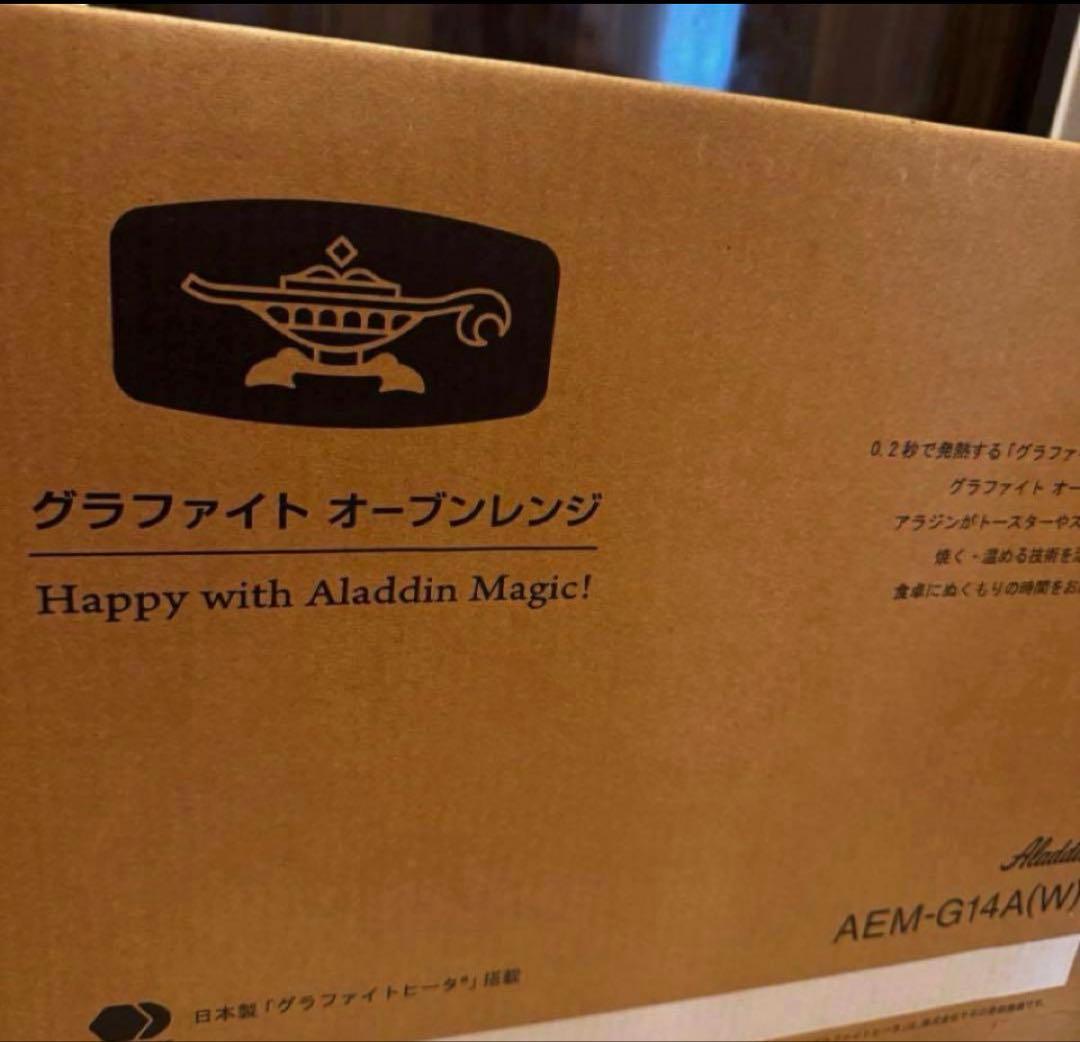 グラファイト オーブンレンジ
Happy with Aladdin Magic!
0.2秒で発熱する「グラファ
グラファイト オー
アラジンがトースターやス
焼く・温める技術を
食卓にぬくもりの時間をお
Aladdi
AEM-G14A(W)
日本製「グラファイトヒータ®」搭載